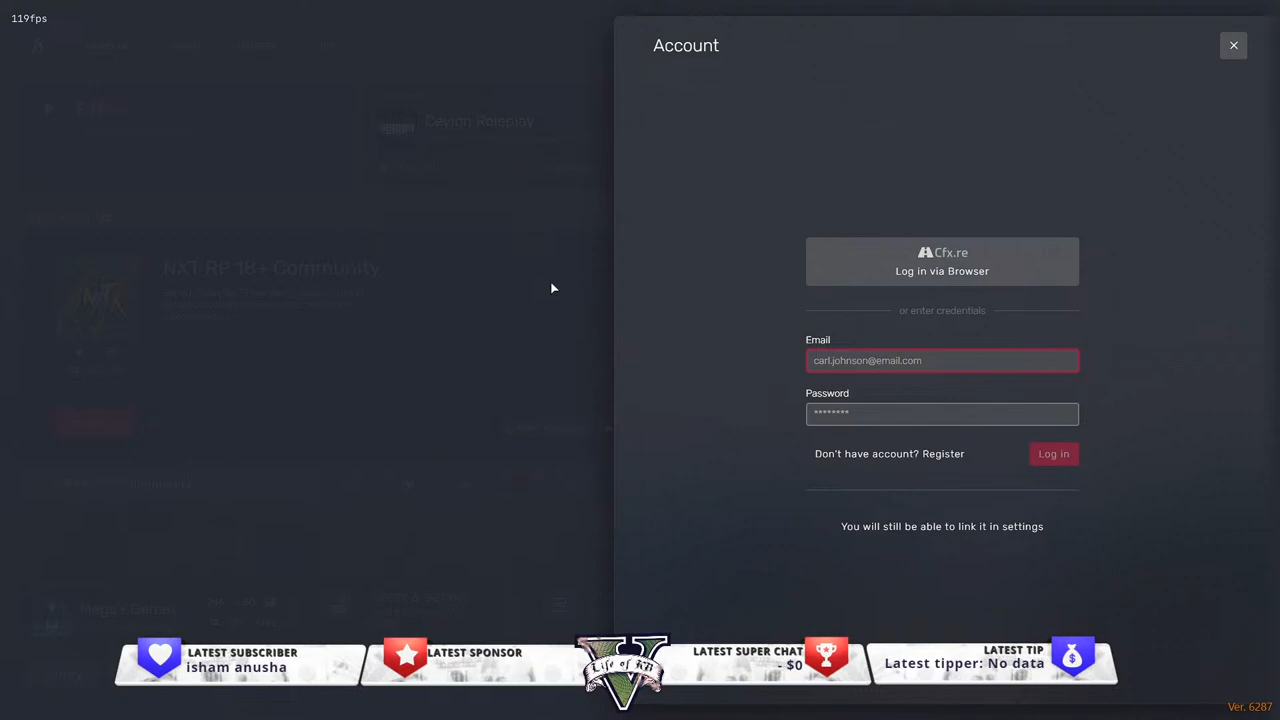 119fps
Account
Ceylon Roleplay
NXT RP 18+ Community
Cfx.re
Log in via Browser
or enter credentials
Email
carl.johnson@email.com
Password
********
Don't have account? Register
Log in
You will still be able to link it in settings
LATEST SUBSCRIBER
isham anusha
LATEST SPONSOR
Life of KK
LATEST SUPER CHAT
- $0
LATEST TIP
Latest tipper: No data
Ver. 6287